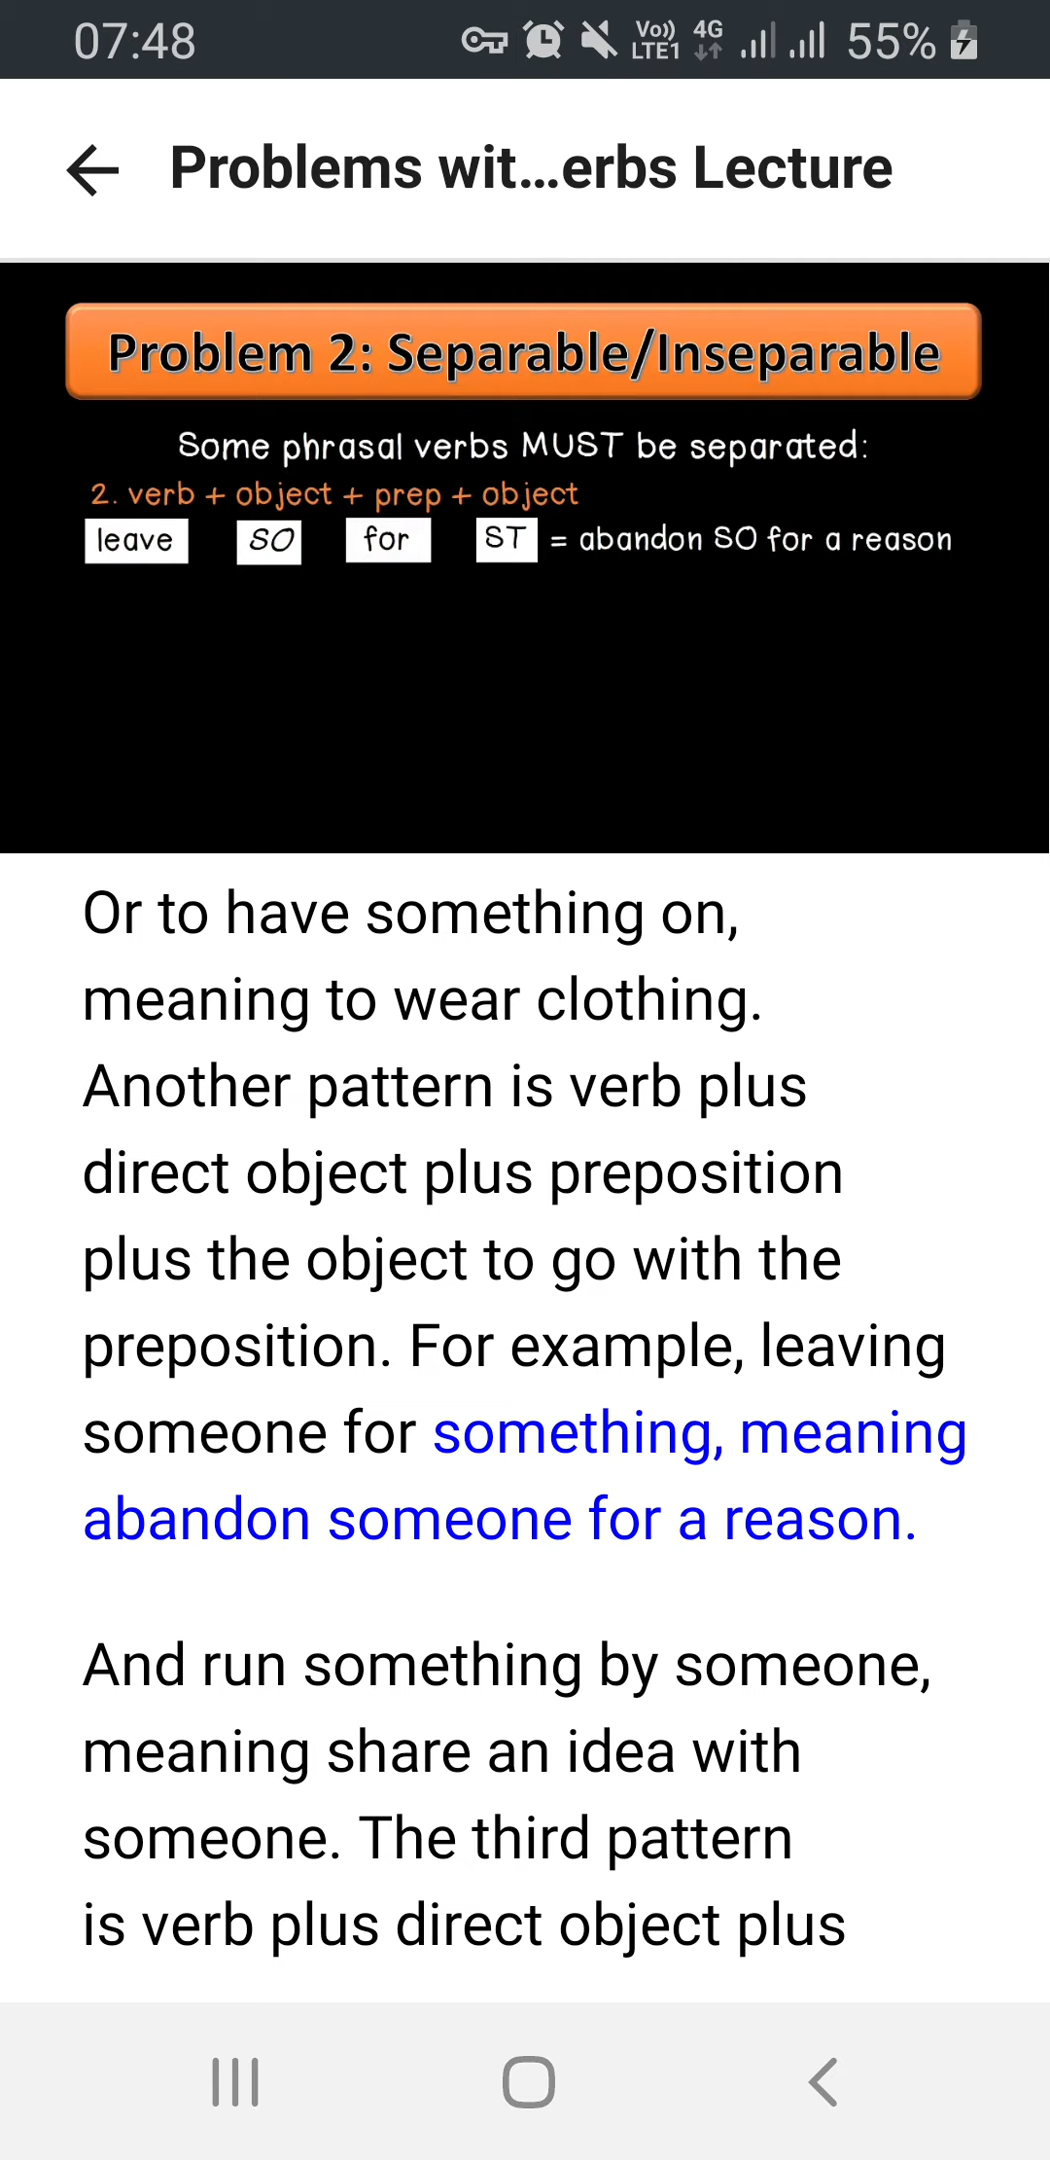 07:48 Vo)) LTE1 4G 55%
Problems wit...erbs Lecture
Problem 2: Separable/Inseparable
Some phrasal verbs MUST be separated:
2. verb + object + prep + object
leave SO for ST = abandon SO for a reason
Or to have something on,
meaning to wear clothing.
Another pattern is verb plus
direct object plus preposition
plus the object to go with the
preposition. For example, leaving
someone for something, meaning
abandon someone for a reason.
And run something by someone,
meaning share an idea with
someone. The third pattern
is verb plus direct object plus